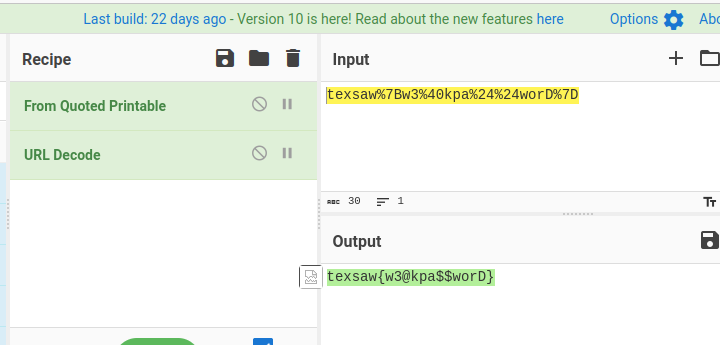 Last build: 22 days ago - Version 10 is here! Read about the new features here
Options
Abo
Recipe
From Quoted Printable
URL Decode
Input
texsaw%7Bw3%40kpa%24%24worD%7D
ABC 30
1
Tт
Output
texsaw{w3@kpa$$worD}